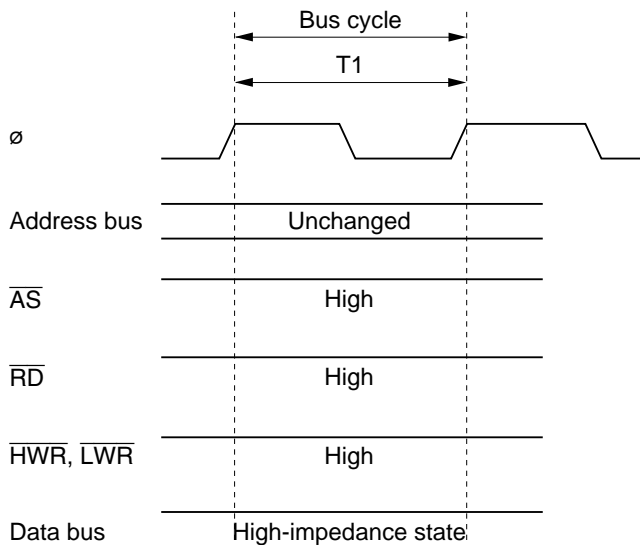 Bus cycle
T1
ø
Address bus Unchanged
AS High
RD High
HWR, LWR High
Data bus High-impedance state